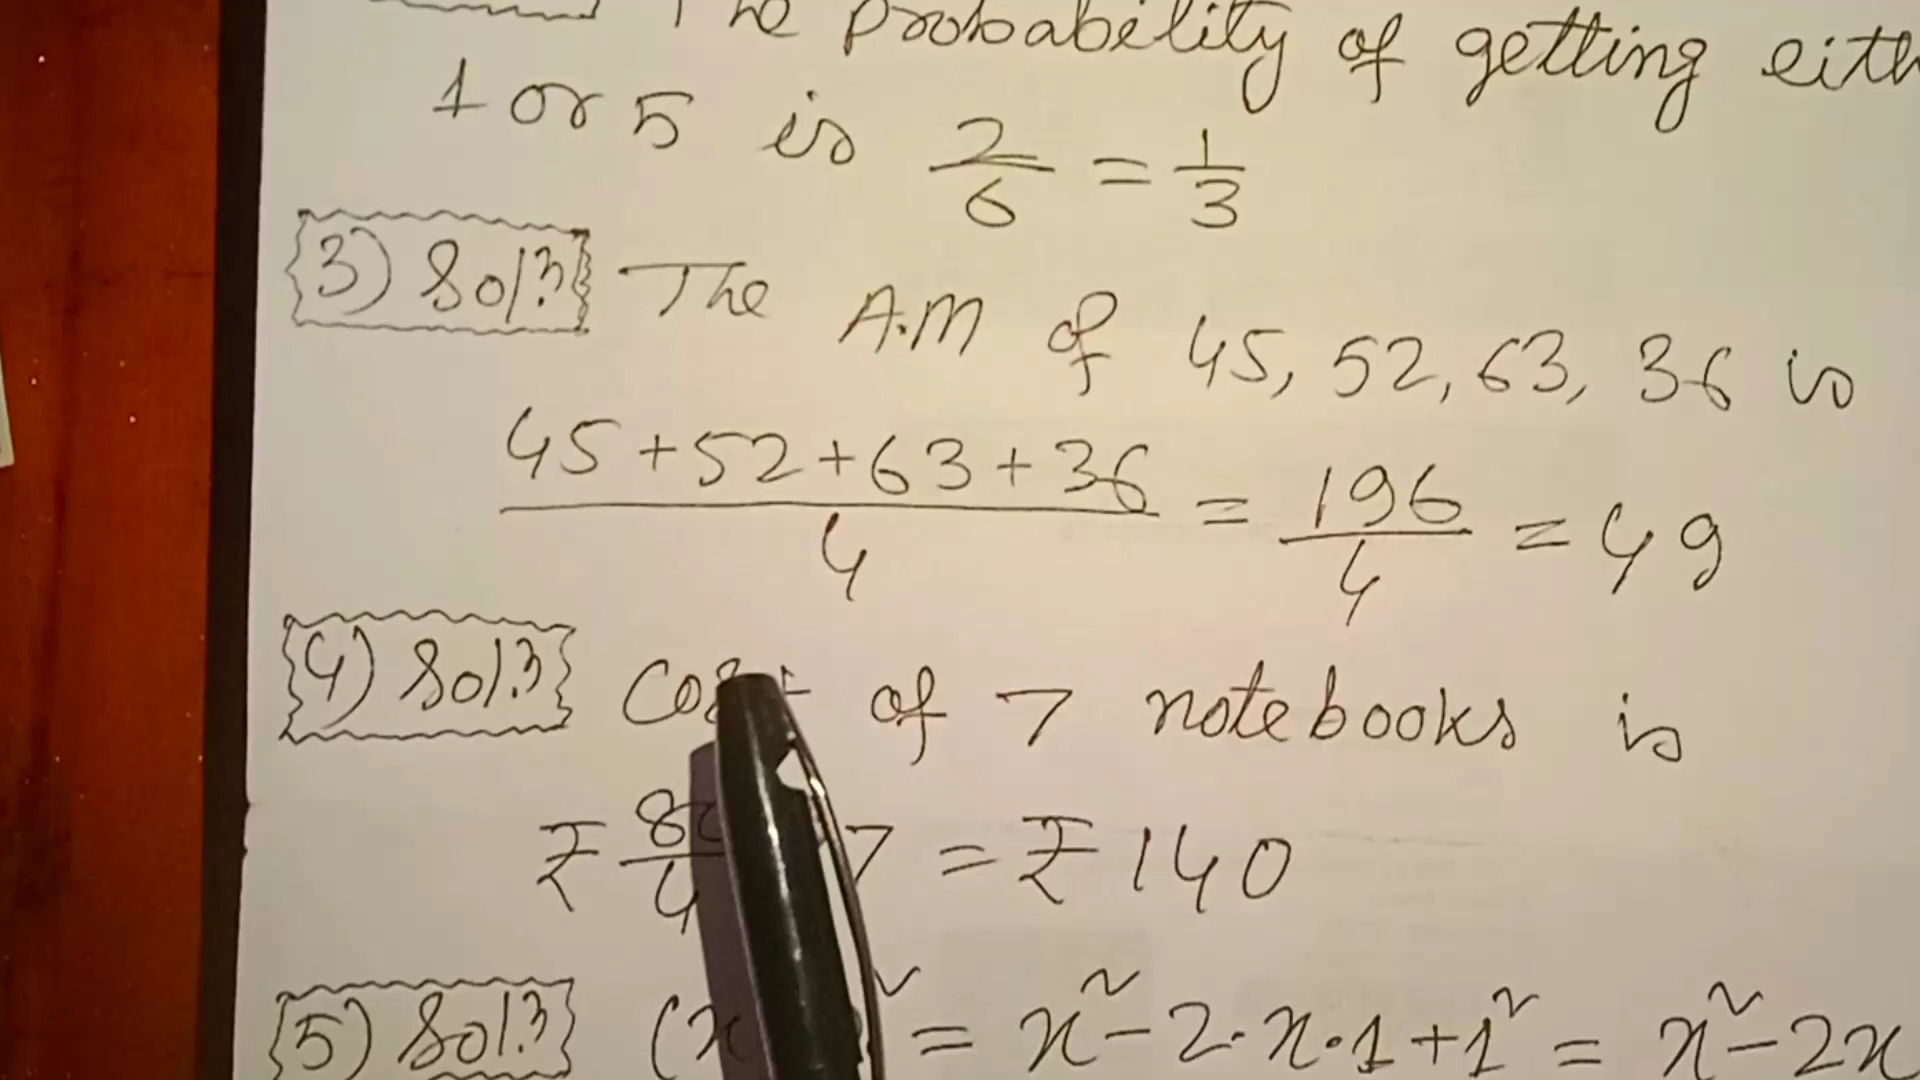 The probability of getting
1 or 5 is 2/6 = 1/3
3) Sol: The A.M of 45, 52, 63, 36 is
45+52+63+36/4 = 196/4 = 49
4) Sol: Cost of 7 notebooks is
₹ 4 7 = ₹ 140
5) Sol: (x = x² - 2·x·1 + 1² = x² - 2x